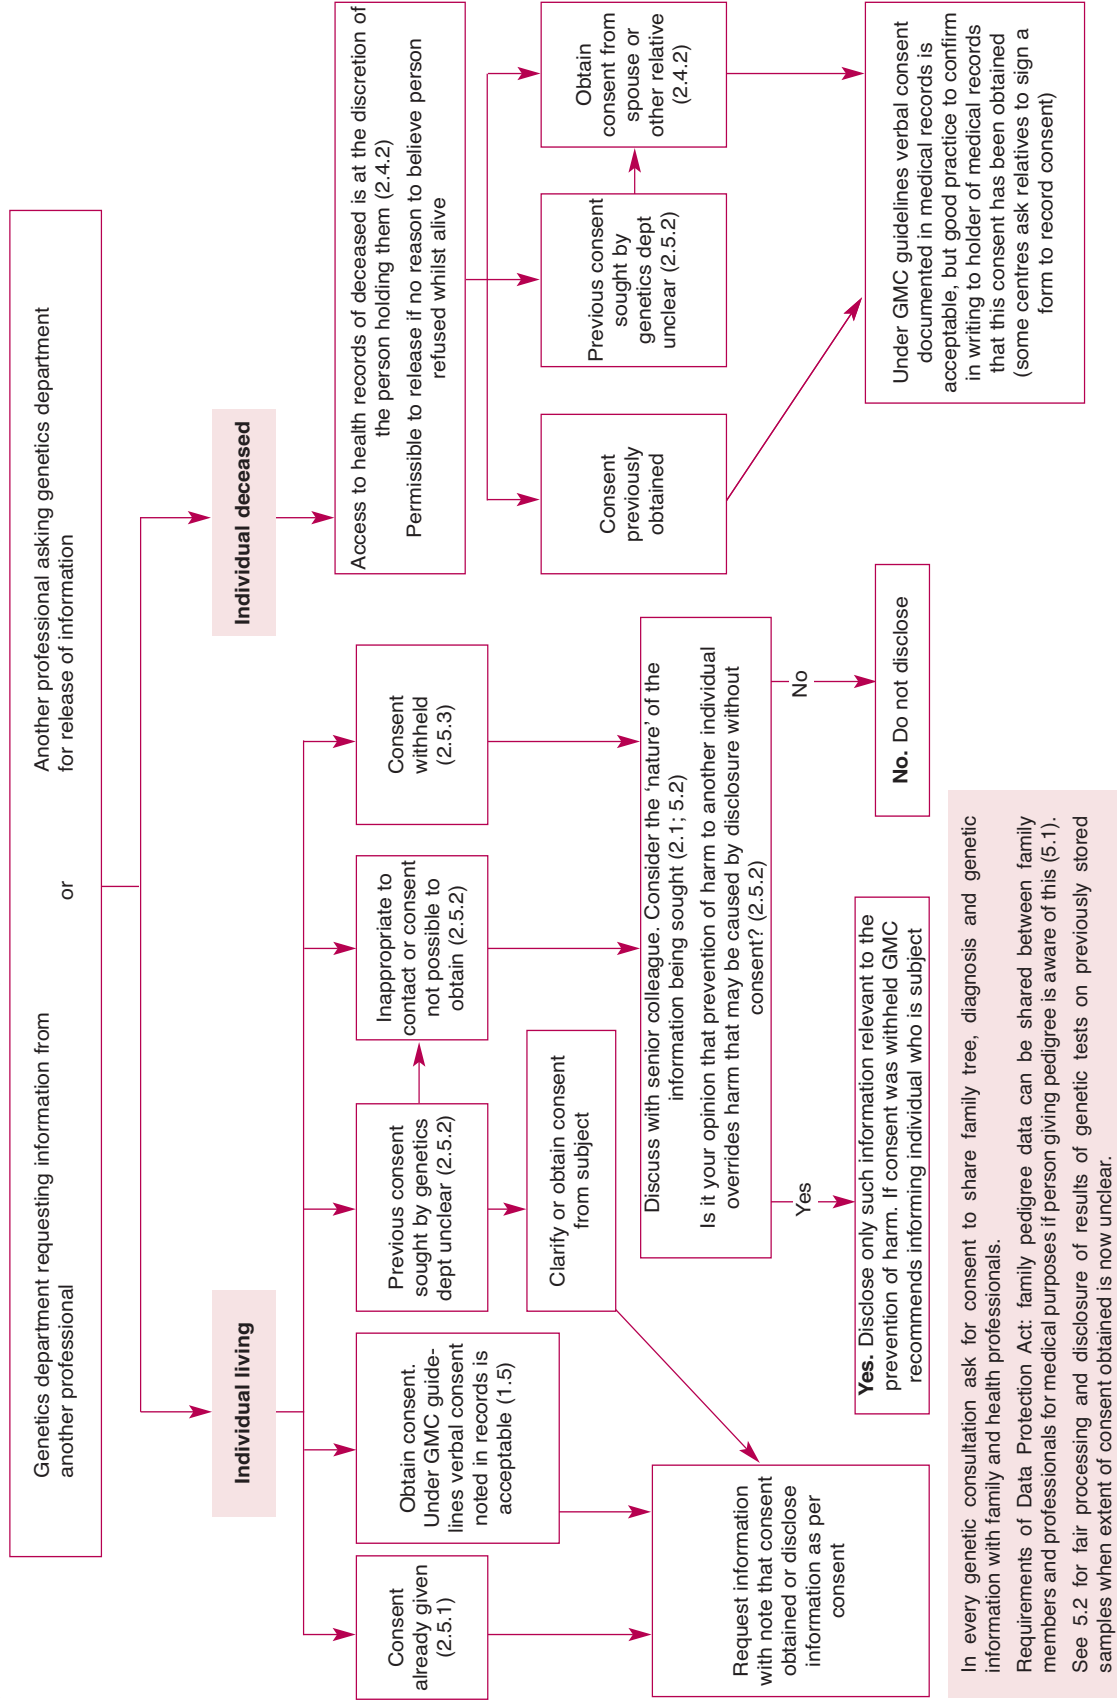 Genetics department requesting information from
another professional
or
Another professional asking genetics department
for release of information
Individual living
Individual deceased
Consent
already given
(2.5.1)
Obtain consent.
Under GMC guide-
lines verbal consent
noted in records is
acceptable (1.5)
Previous consent
sought by genetics
dept unclear (2.5.2)
Inappropriate to
contact or consent
not possible to
obtain (2.5.2)
Consent
withheld
(2.5.3)
Access to health records of deceased is at the discretion of
the person holding them (2.4.2)
Permissible to release if no reason to believe person
refused whilst alive
Clarify or obtain consent
from subject
Consent
previously
obtained
Previous consent
sought by
genetics dept
unclear (2.5.2)
Obtain
consent from
spouse or
other relative
(2.4.2)
Request information
with note that consent
obtained or disclose
information as per
consent
Discuss with senior colleague. Consider the ‘nature’ of the
information being sought (2.1; 5.2)
Is it your opinion that prevention of harm to another individual
overrides harm that may be caused by disclosure without
consent? (2.5.2)
Yes
No
Yes. Disclose only such information relevant to the
prevention of harm. If consent was withheld GMC
recommends informing individual who is subject
No. Do not disclose
Under GMC guidelines verbal consent
documented in medical records is
acceptable, but good practice to confirm
in writing to holder of medical records
that this consent has been obtained
(some centres ask relatives to sign a
form to record consent)
In every genetic consultation ask for consent to share family tree, diagnosis and genetic
information with family and health professionals.
Requirements of Data Protection Act: family pedigree data can be shared between family
members and professionals for medical purposes if person giving pedigree is aware of this (5.1).
See 5.2 for fair processing and disclosure of results of genetic tests on previously stored
samples when extent of consent obtained is now unclear.